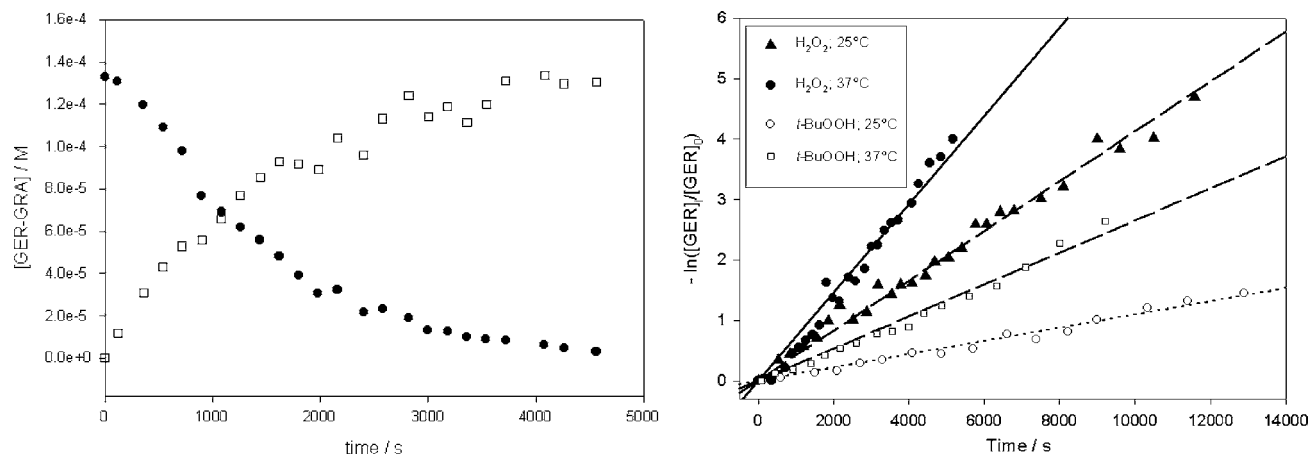 1.6e-4
1.4e-4
1.2e-4
1.0e-4
8.0e-5
6.0e-5
4.0e-5
2.0e-5
0.0e+0
[GER-GRA] / M
0 1000 2000 3000 4000 5000
time / s
6
5
4
3
2
1
0
- ln([GER]/[GER]0)
H2O2; 25°C
H2O2; 37°C
t-BuOOH; 25°C
t-BuOOH; 37°C
0 2000 4000 6000 8000 10000 12000 14000
Time / s